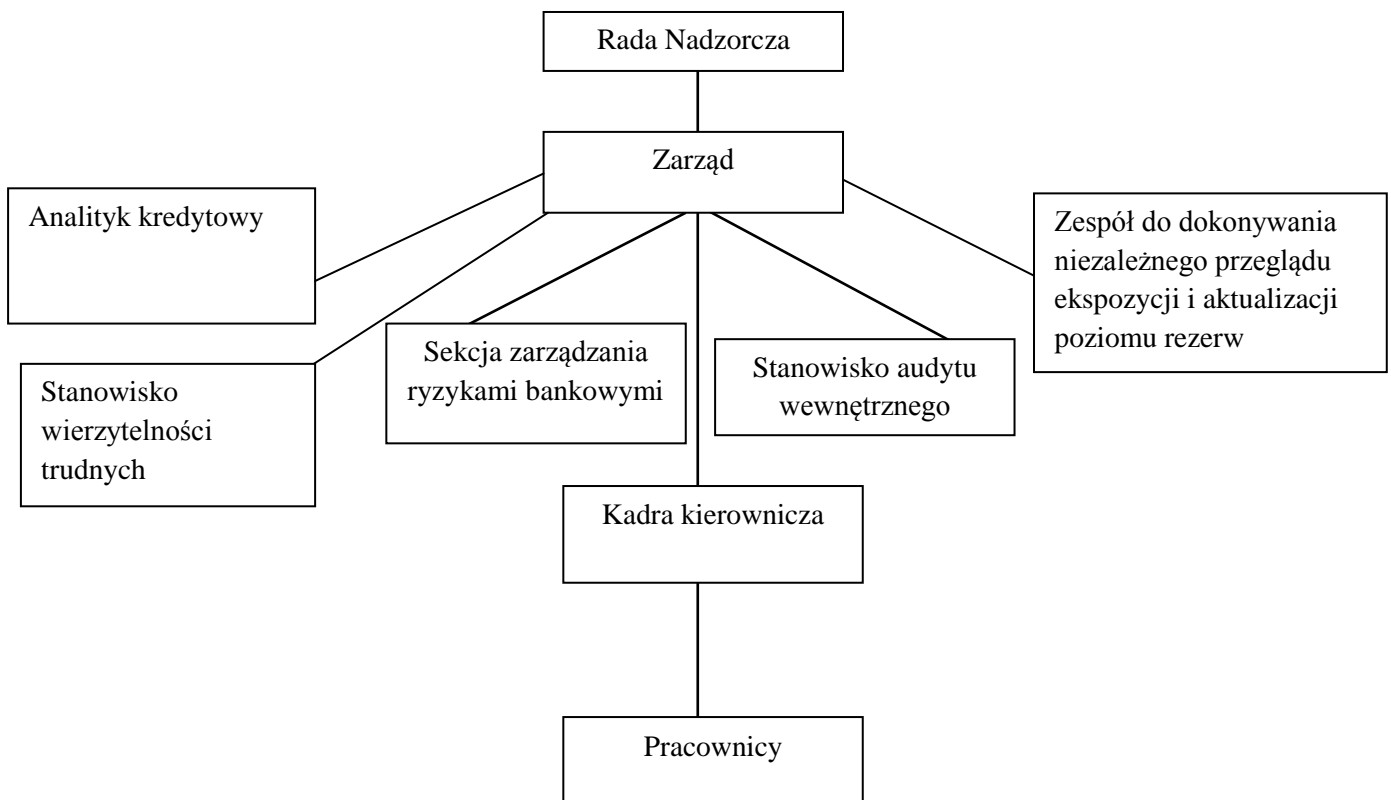 Rada Nadzorcza
Zarząd
Analityk kredytowy
Zespół do dokonywania
niezależnego przeglądu
ekspozycji i aktualizacji
poziomu rezerw
Sekcja zarządzania
ryzykami bankowymi
Stanowisko audytu
wewnętrznego
Stanowisko
wierzytelności
trudnych
Kadra kierownicza
Pracownicy